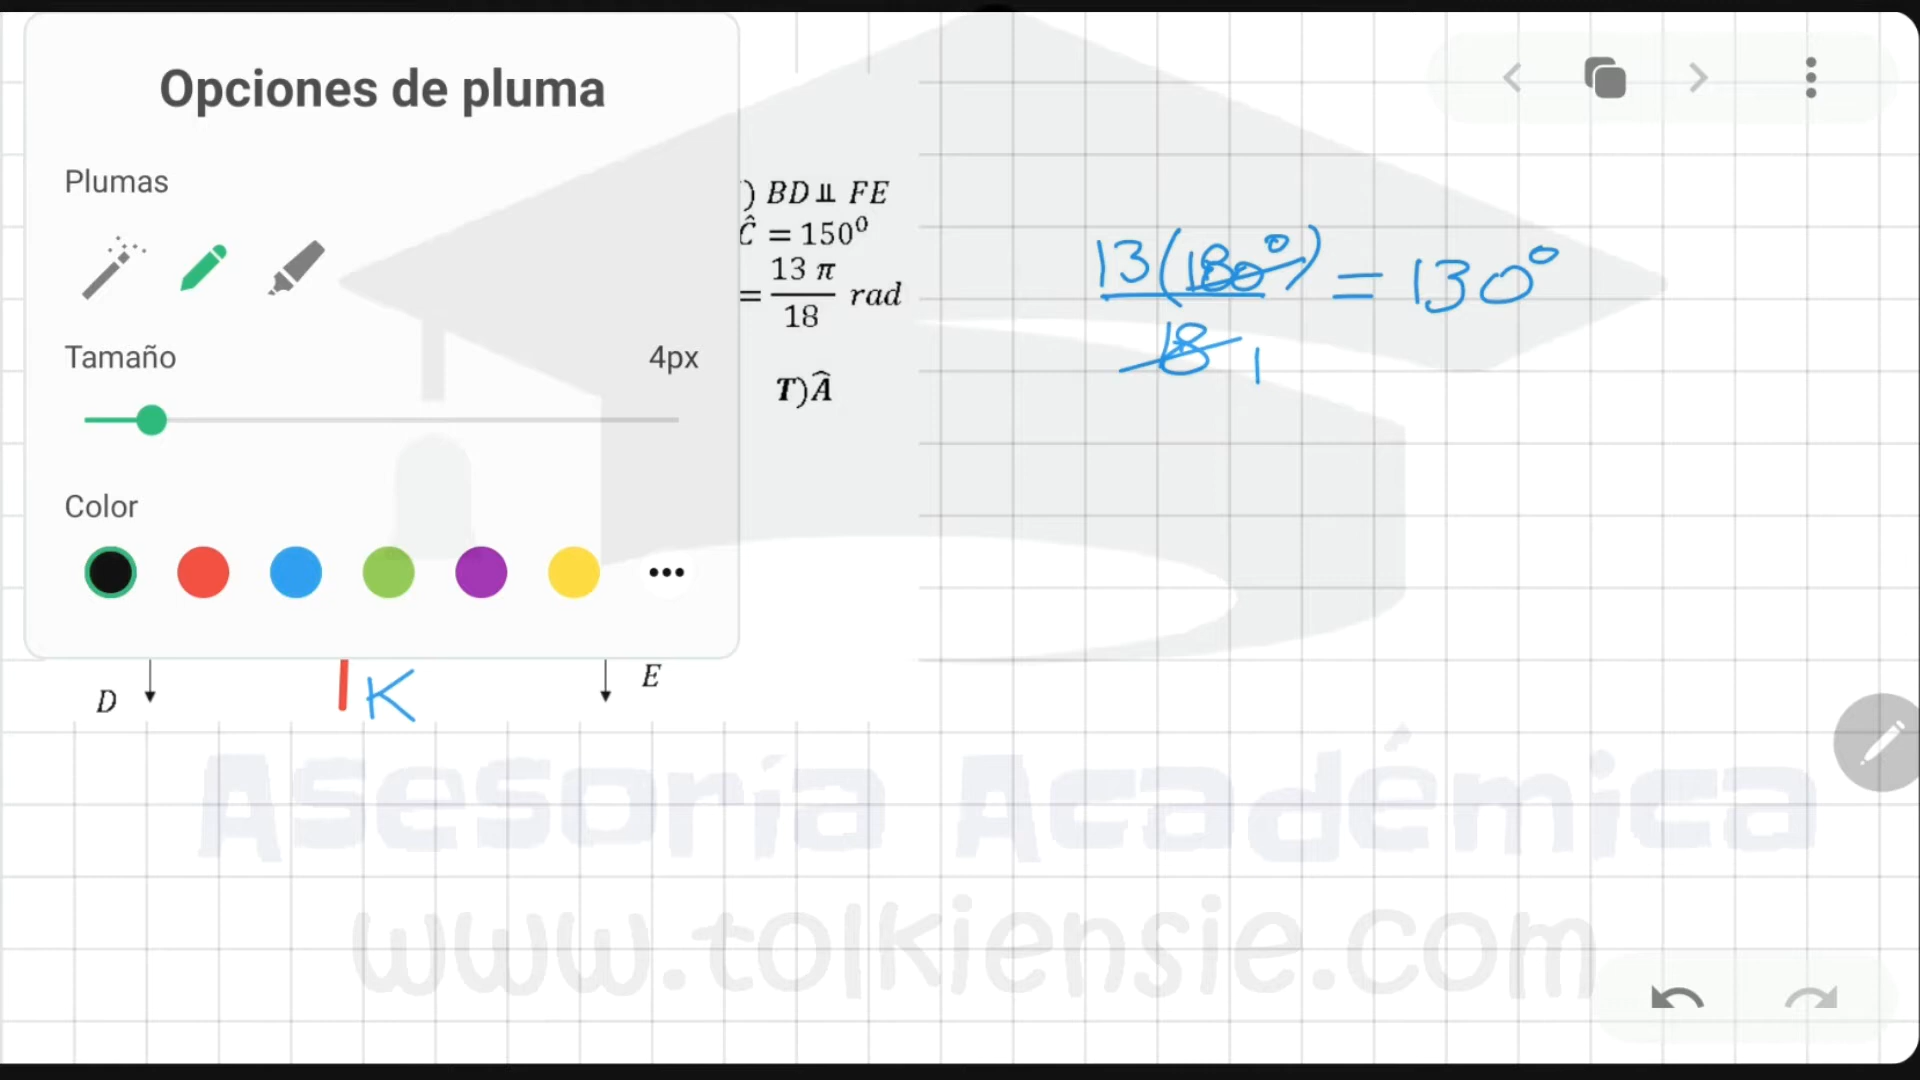 Opciones de pluma
Plumas
Tamaño 4px
Color
) BD ⫫ FE
Ĉ = 150⁰
= 13 π / 18 rad
T) Â
13(180°) / 18 1 = 130°
D K E
Asesoría Académica
www.tolkiensie.com